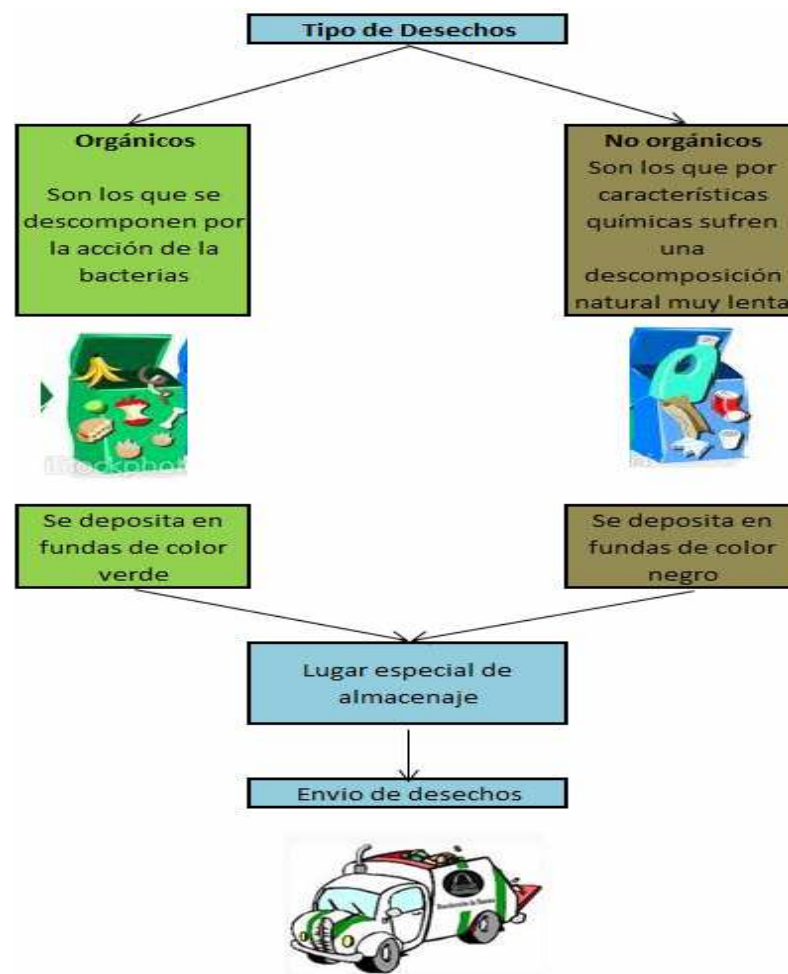 Tipo de Desechos
Orgánicos
Son los que se
descomponen por
la acción de la
bacterias
No orgánicos
Son los que por
características
químicas sufren
una
descomposición
natural muy lenta
Se deposita en
fundas de color
verde
Se deposita en
fundas de color
negro
Lugar especial de
almacenaje
Envio de desechos